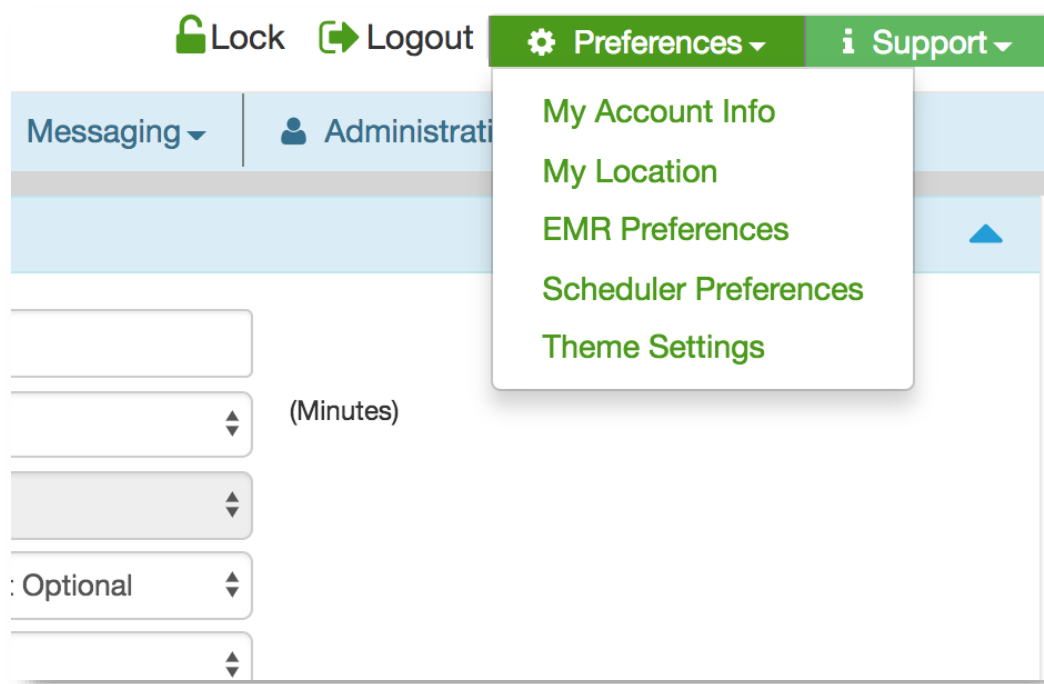 Lock Logout Preferences Support
Messaging Administrati
My Account Info
My Location
EMR Preferences
Scheduler Preferences
Theme Settings
(Minutes)
: Optional